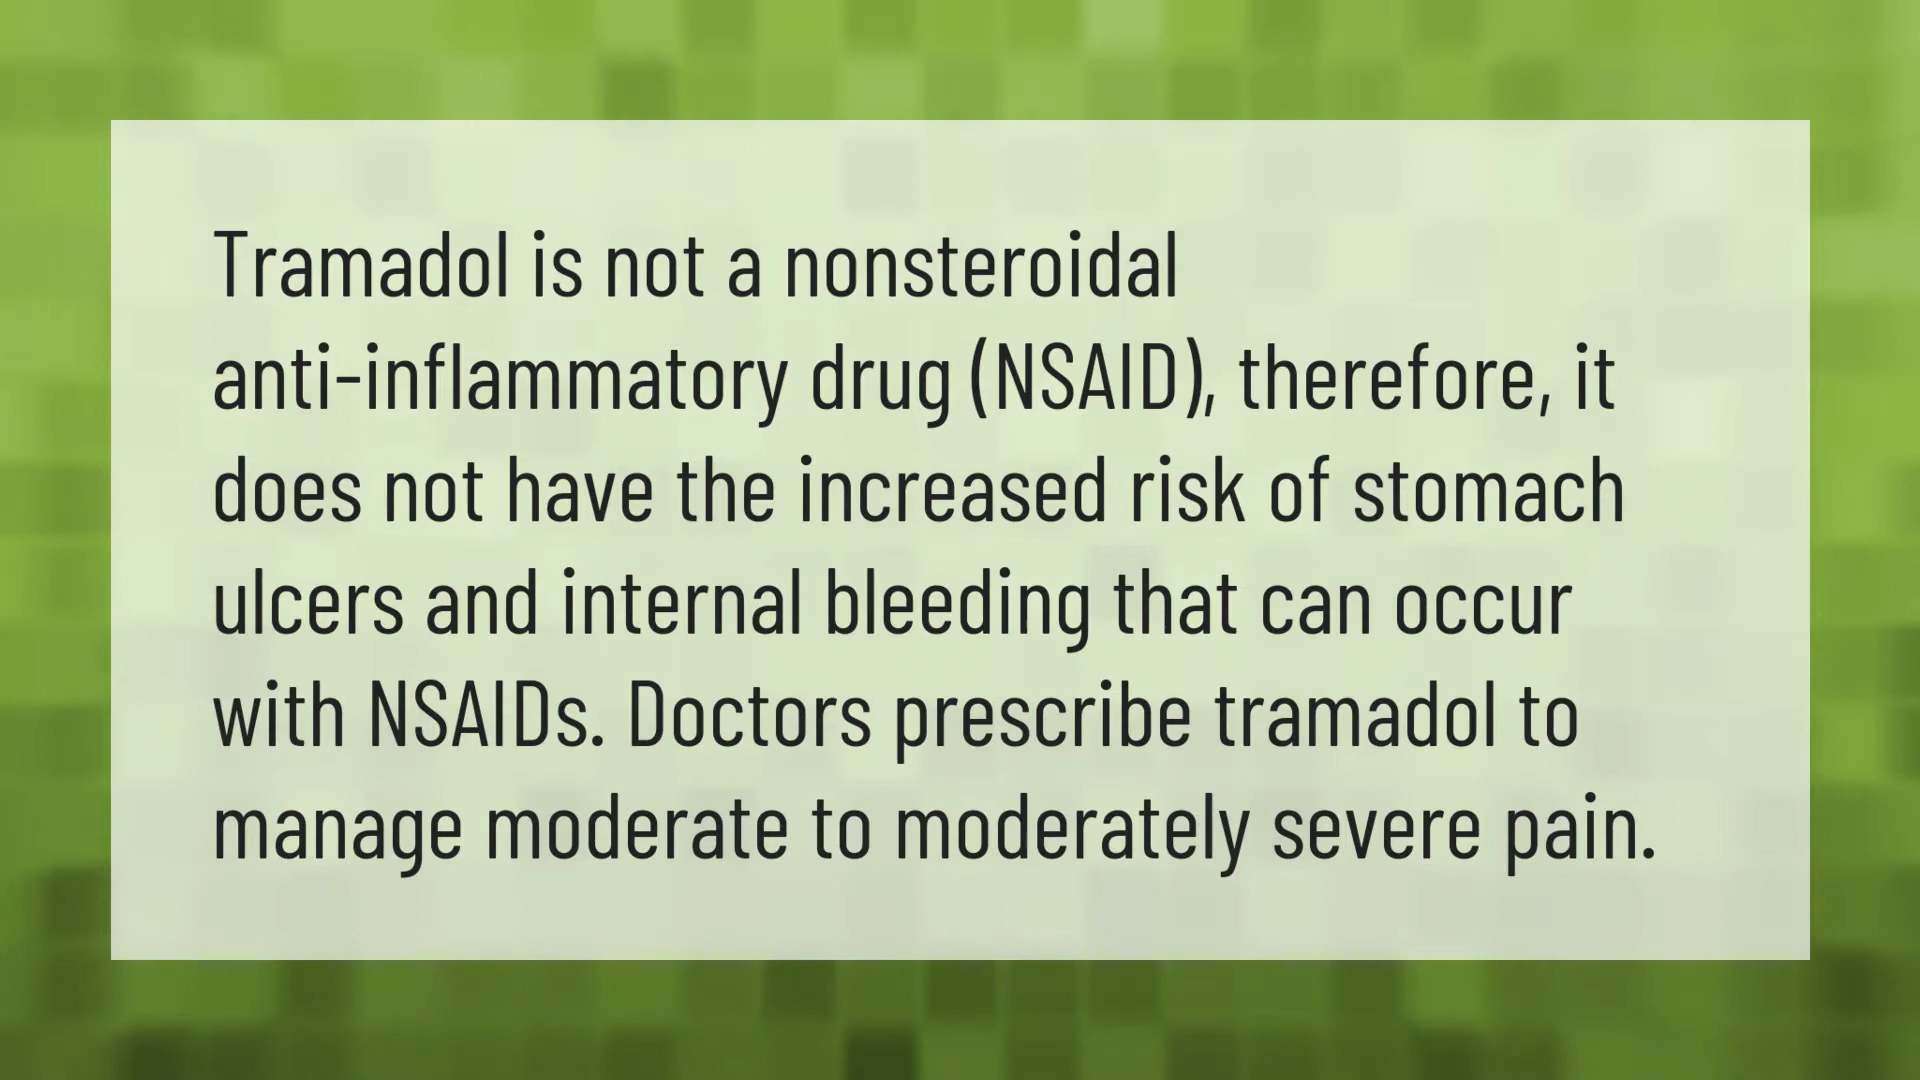 Tramadol is not a nonsteroidal
anti-inflammatory drug (NSAID), therefore, it
does not have the increased risk of stomach
ulcers and internal bleeding that can occur
with NSAIDs. Doctors prescribe tramadol to
manage moderate to moderately severe pain.